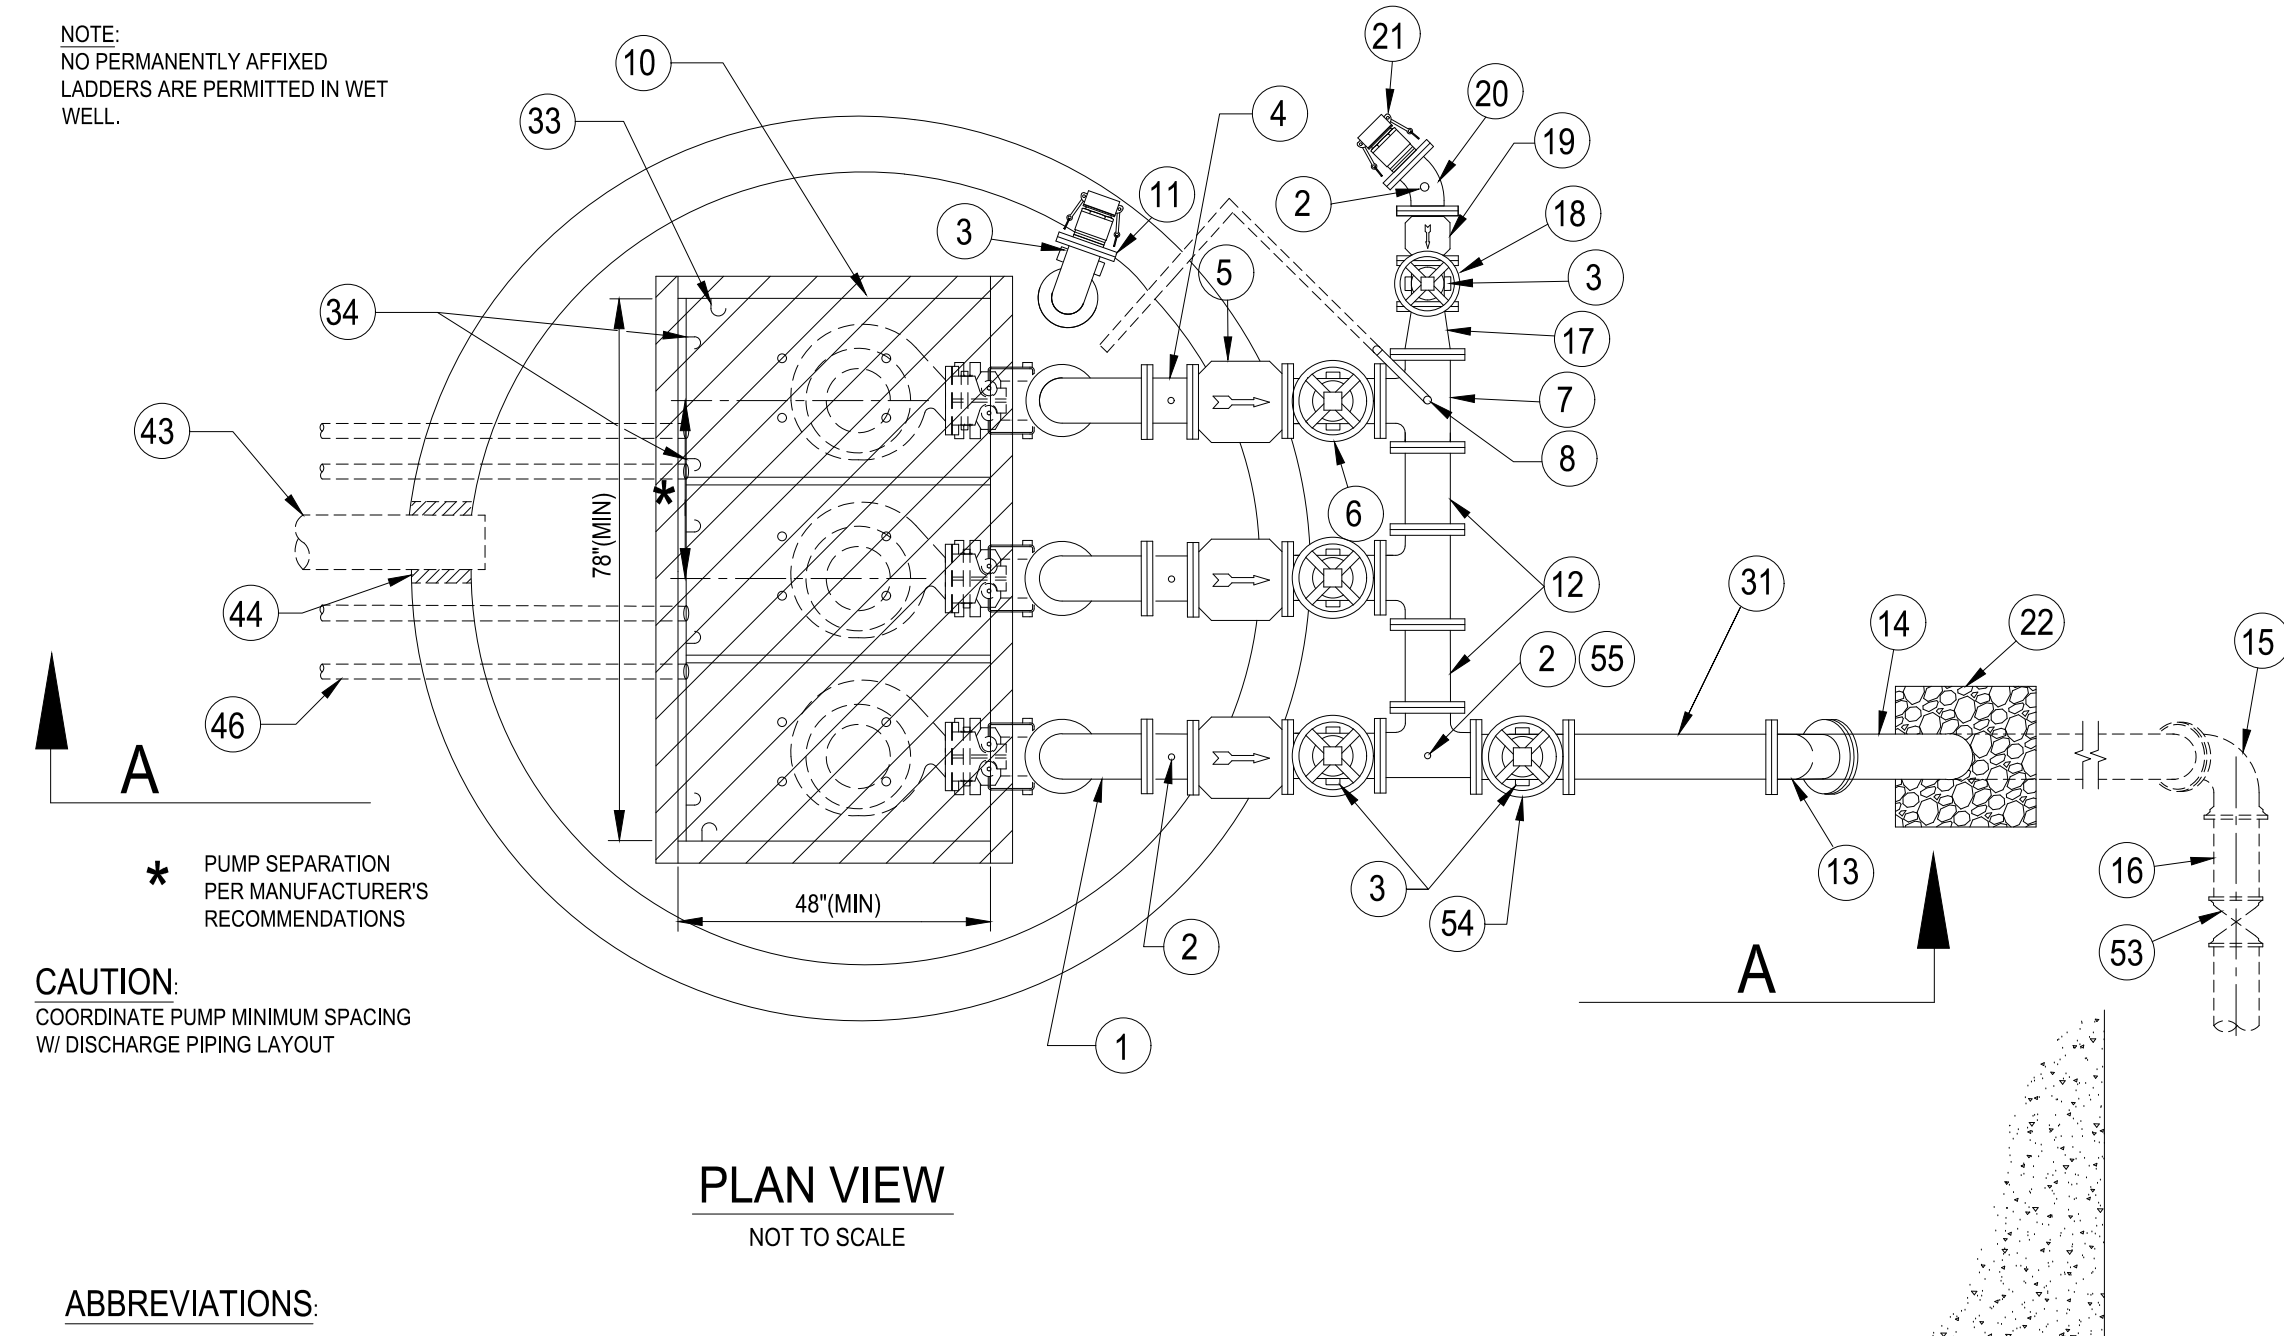 NOTE:
NO PERMANENTLY AFFIXED
LADDERS ARE PERMITTED IN WET
WELL.
21
10
20
33
4
19
11
2
18
3
5
3
34
17
7
43
8
*
6
78"(MIN)
12
31
14
22
15
44
2
55
46
A
13
16
3
*
PUMP SEPARATION
PER MANUFACTURER'S
RECOMMENDATIONS
48"(MIN)
54
2
53
A
CAUTION:
COORDINATE PUMP MINIMUM SPACING
W/ DISCHARGE PIPING LAYOUT
1
PLAN VIEW
NOT TO SCALE
ABBREVIATIONS: